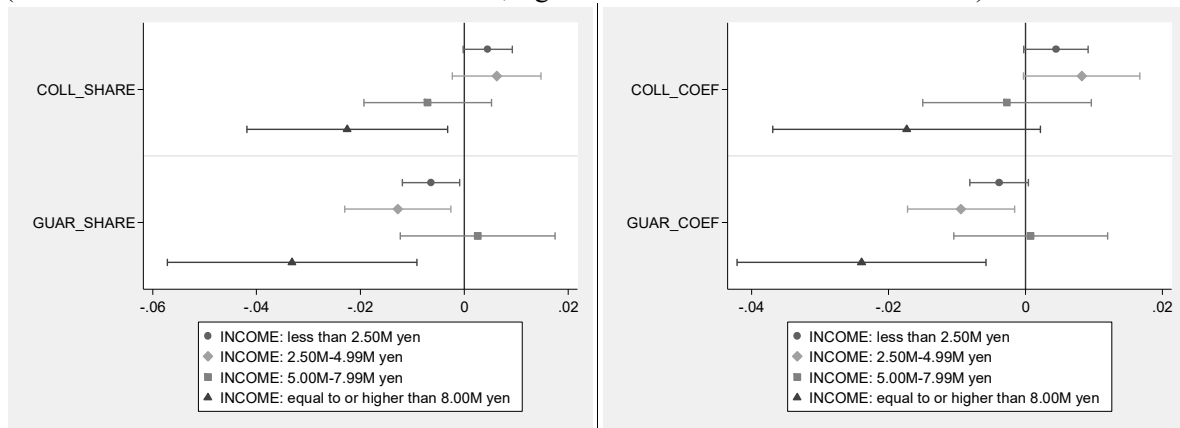 COLL_SHARE
GUAR_SHARE
-.06 -.04 -.02 0 .02
INCOME: less than 2.50M yen
INCOME: 2.50M-4.99M yen
INCOME: 5.00M-7.99M yen
INCOME: equal to or higher than 8.00M yen
COLL_COEF
GUAR_COEF
-.04 -.02 0 .02
INCOME: less than 2.50M yen
INCOME: 2.50M-4.99M yen
INCOME: 5.00M-7.99M yen
INCOME: equal to or higher than 8.00M yen